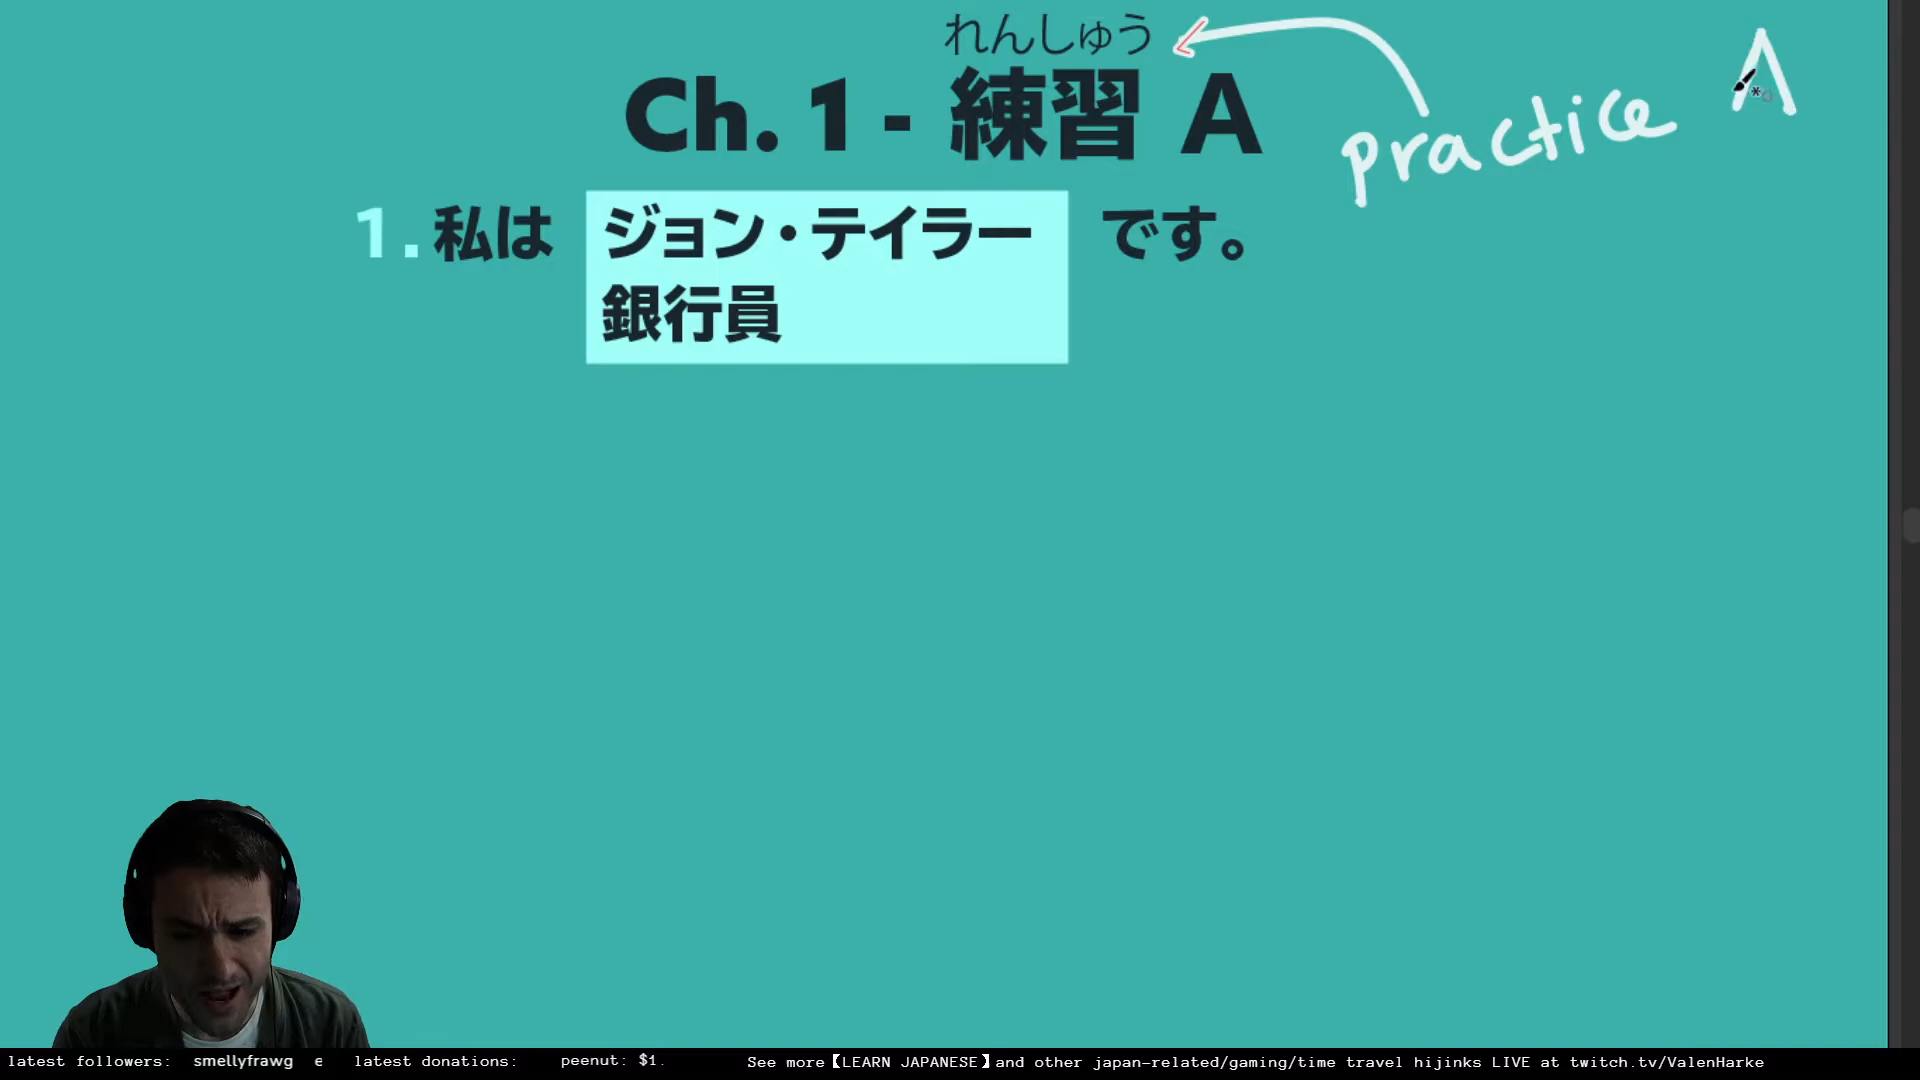 れんしゅう
Ch. 1 - 練習 A
practice A
1. 私は ジョン・テイラー です。
銀行員
latest followers: smellyfrawg e latest donations: peenut: $1. See more【LEARN JAPANESE】and other japan-related/gaming/time travel hijinks LIVE at twitch.tv/ValenHarke